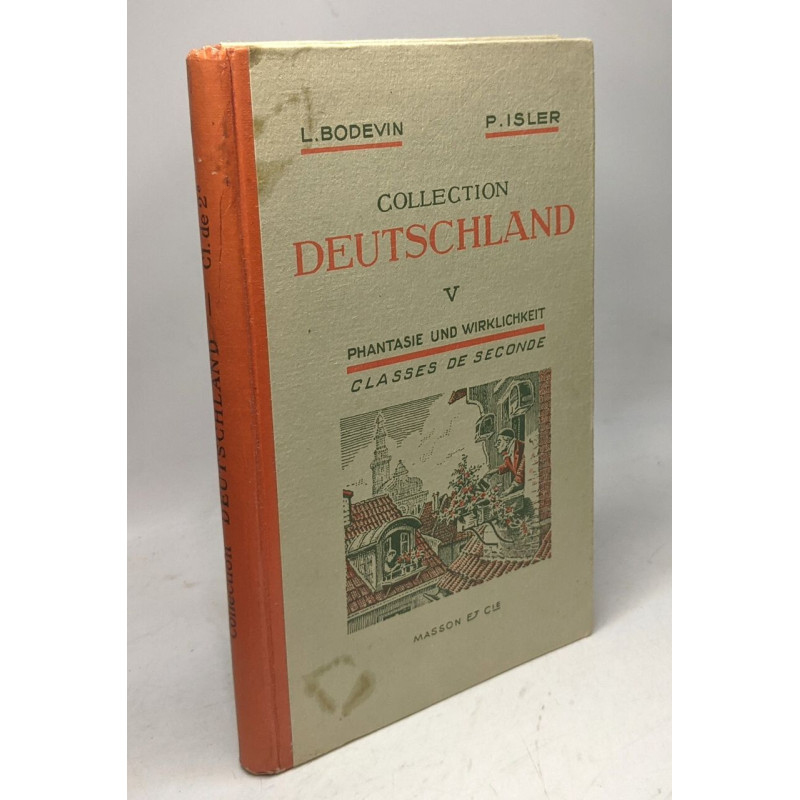 L. BODEVIN
P. ISLER
COLLECTION
DEUTSCHLAND
V
PHANTASIE UND WIRKLICHKEIT
CLASSES DE SECONDE
MASSON ET CIE
Collection DEUTSCHLAND — Cl. de 2e